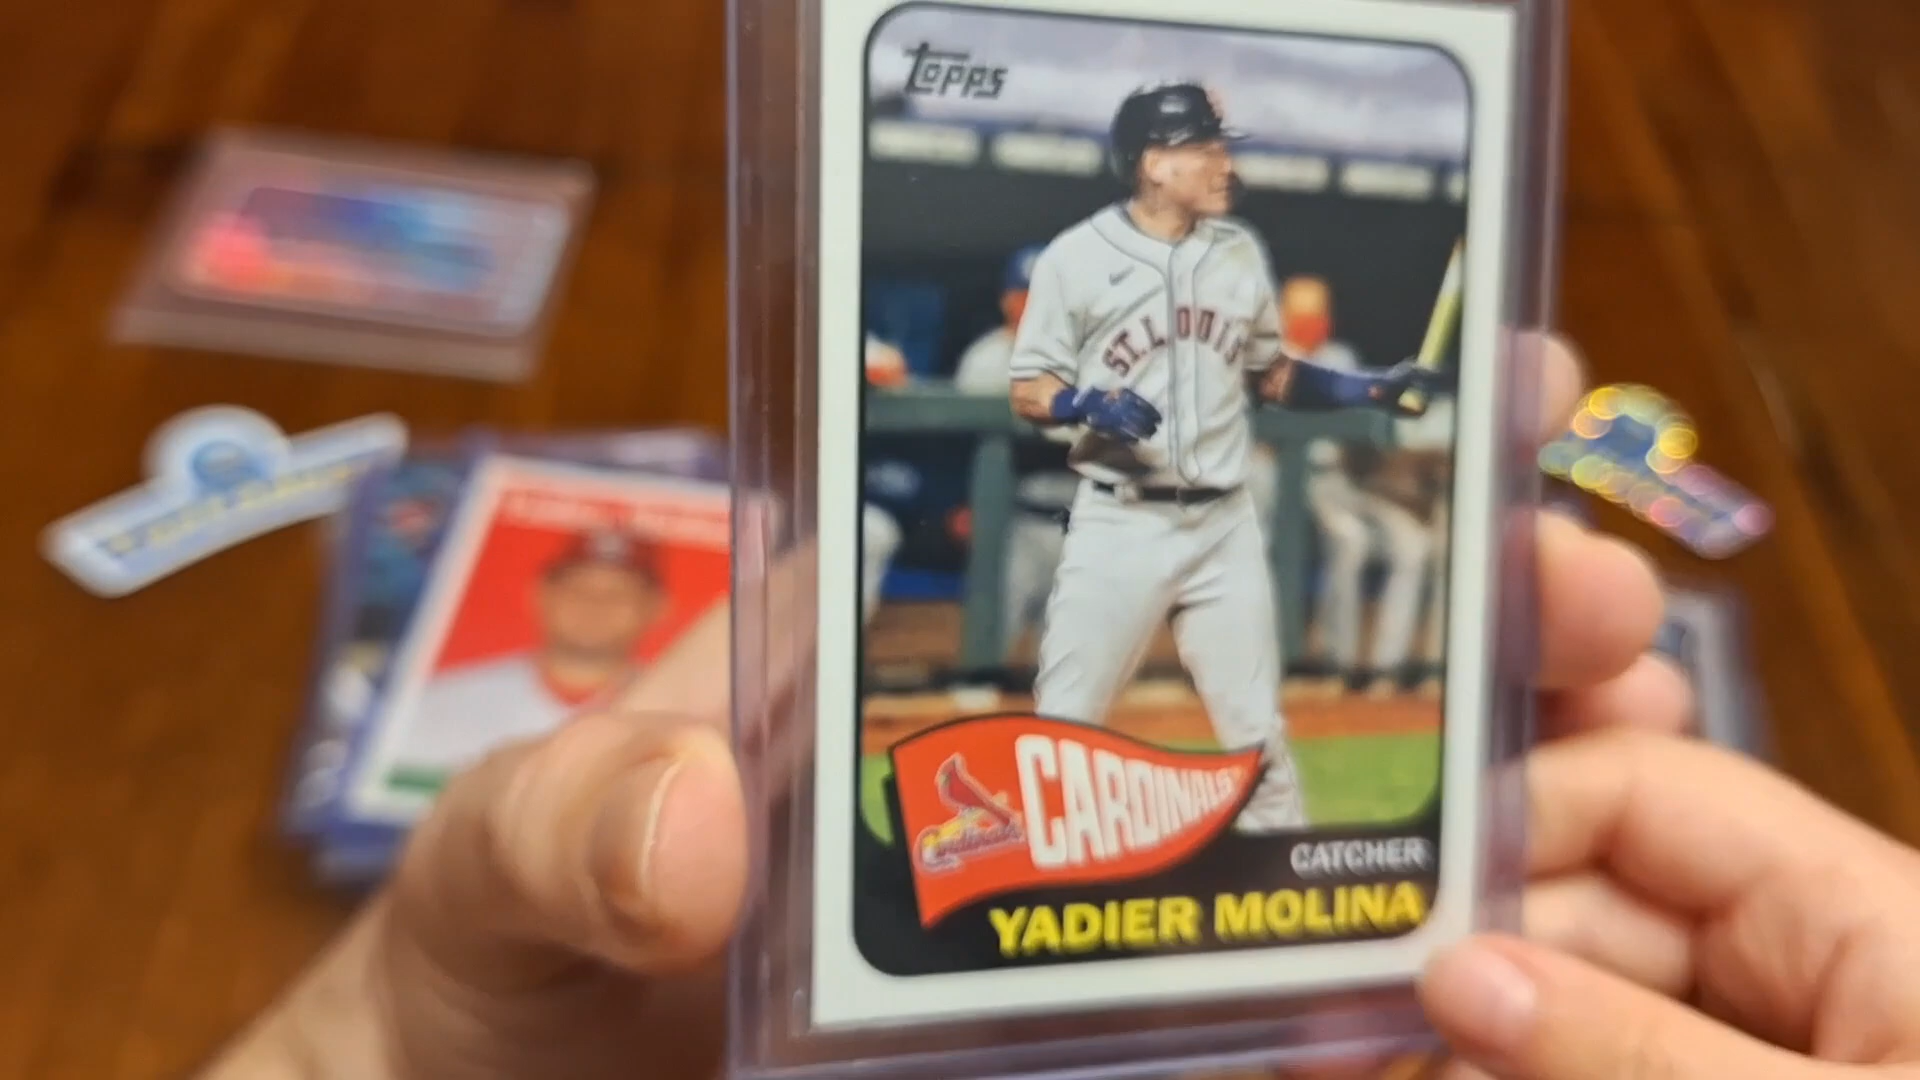 Topps
ST. LOUIS
CARDINALS
Cardinals
CATCHER
YADIER MOLINA